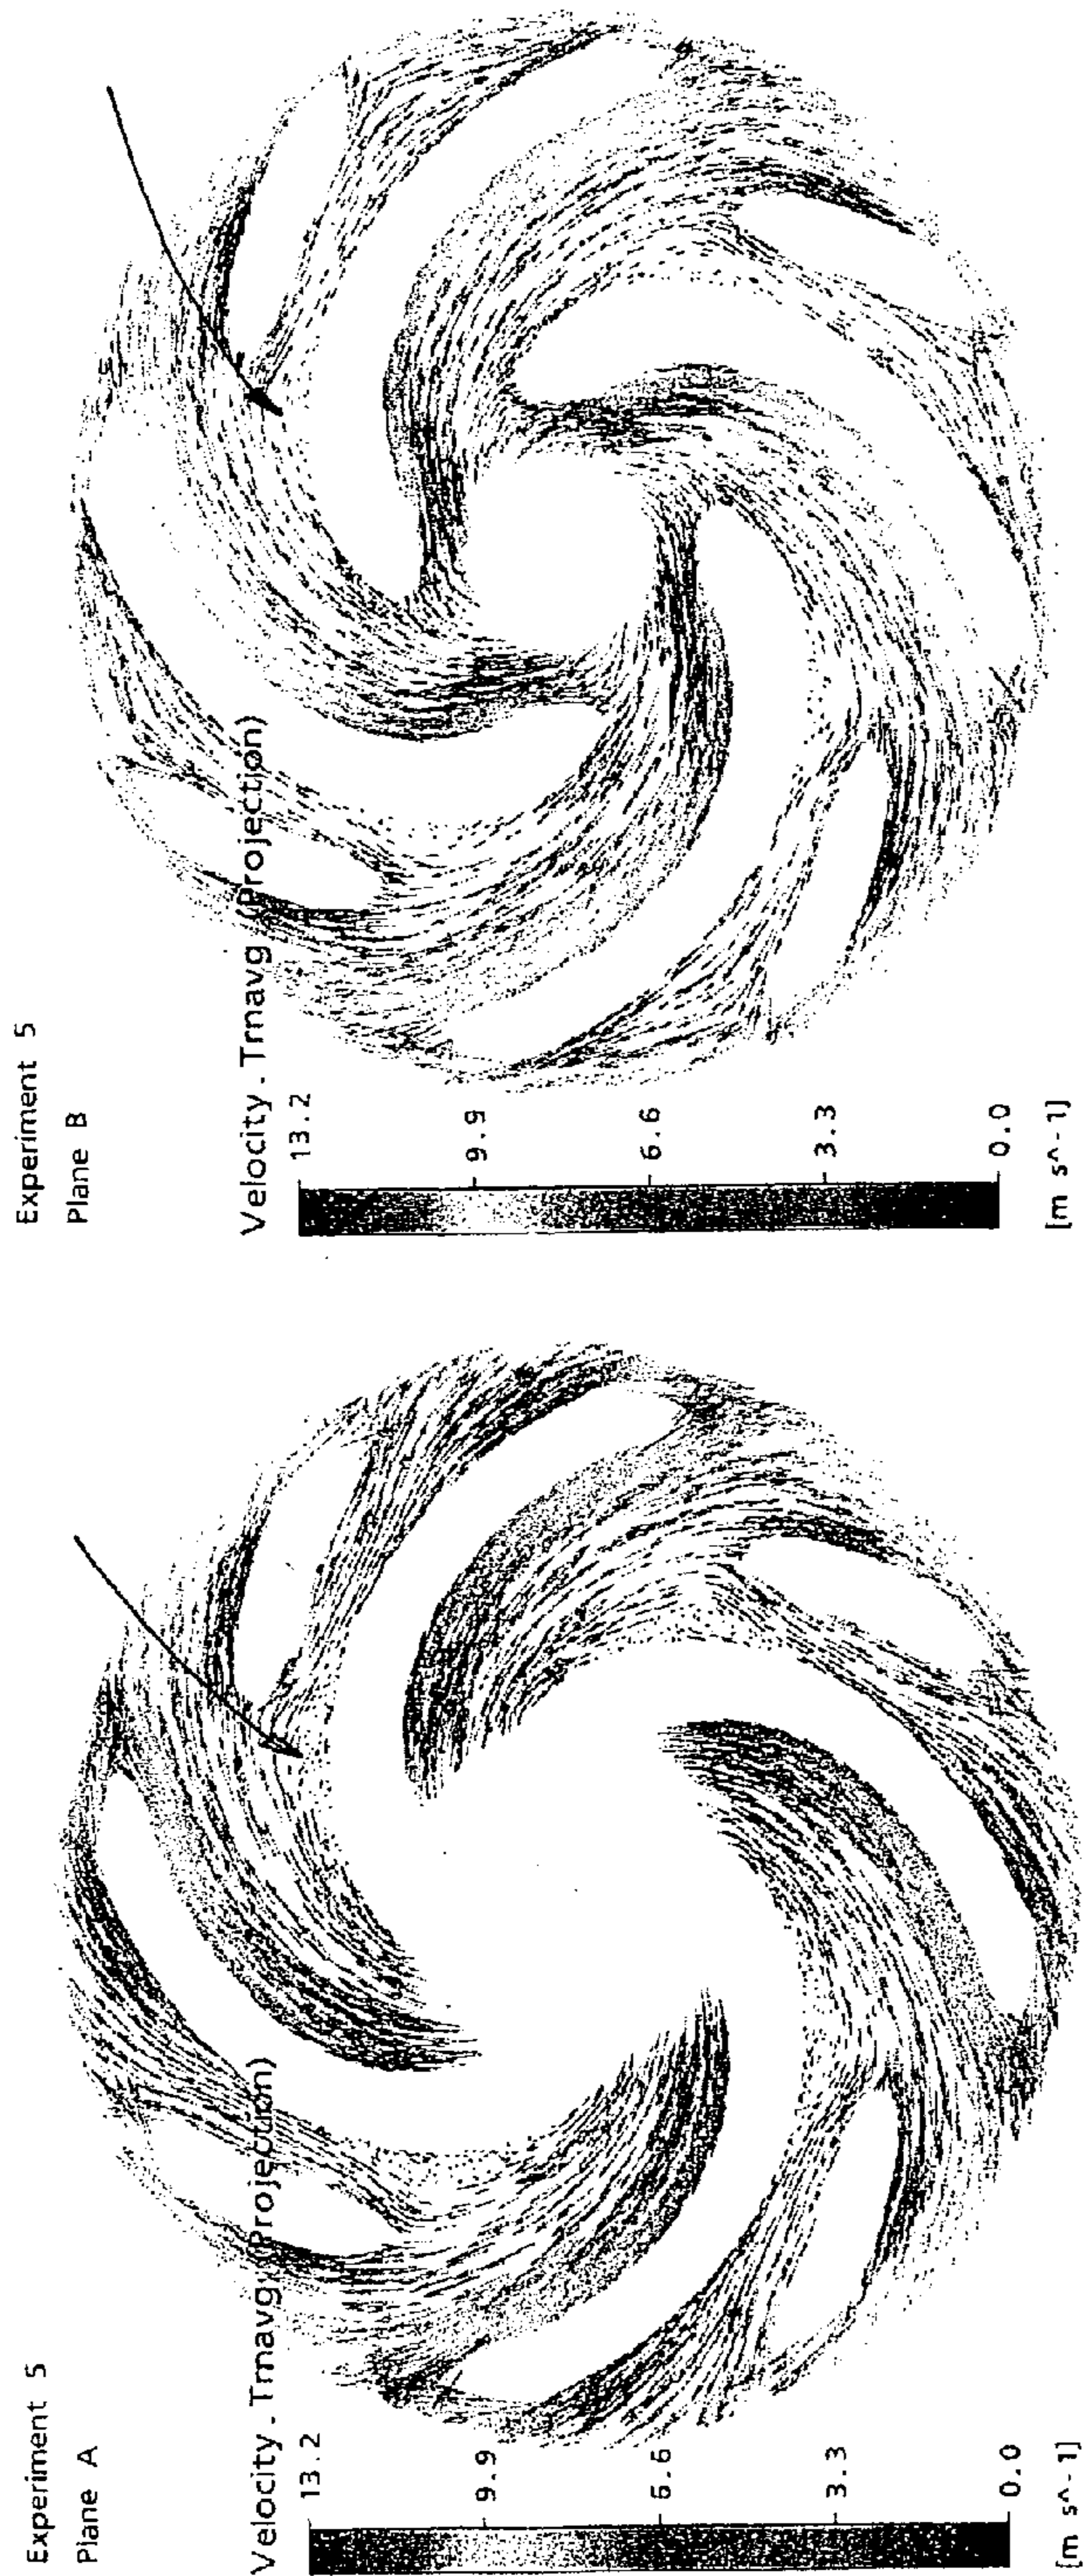 Experiment 5
Plane A
Velocity.Trnavg (Projection)
13.2
9.9
6.6
3.3
0.0
[m s^-1]
Experiment 5
Plane B
Velocity.Trnavg (Projection)
13.2
9.9
6.6
3.3
0.0
[m s^-1]